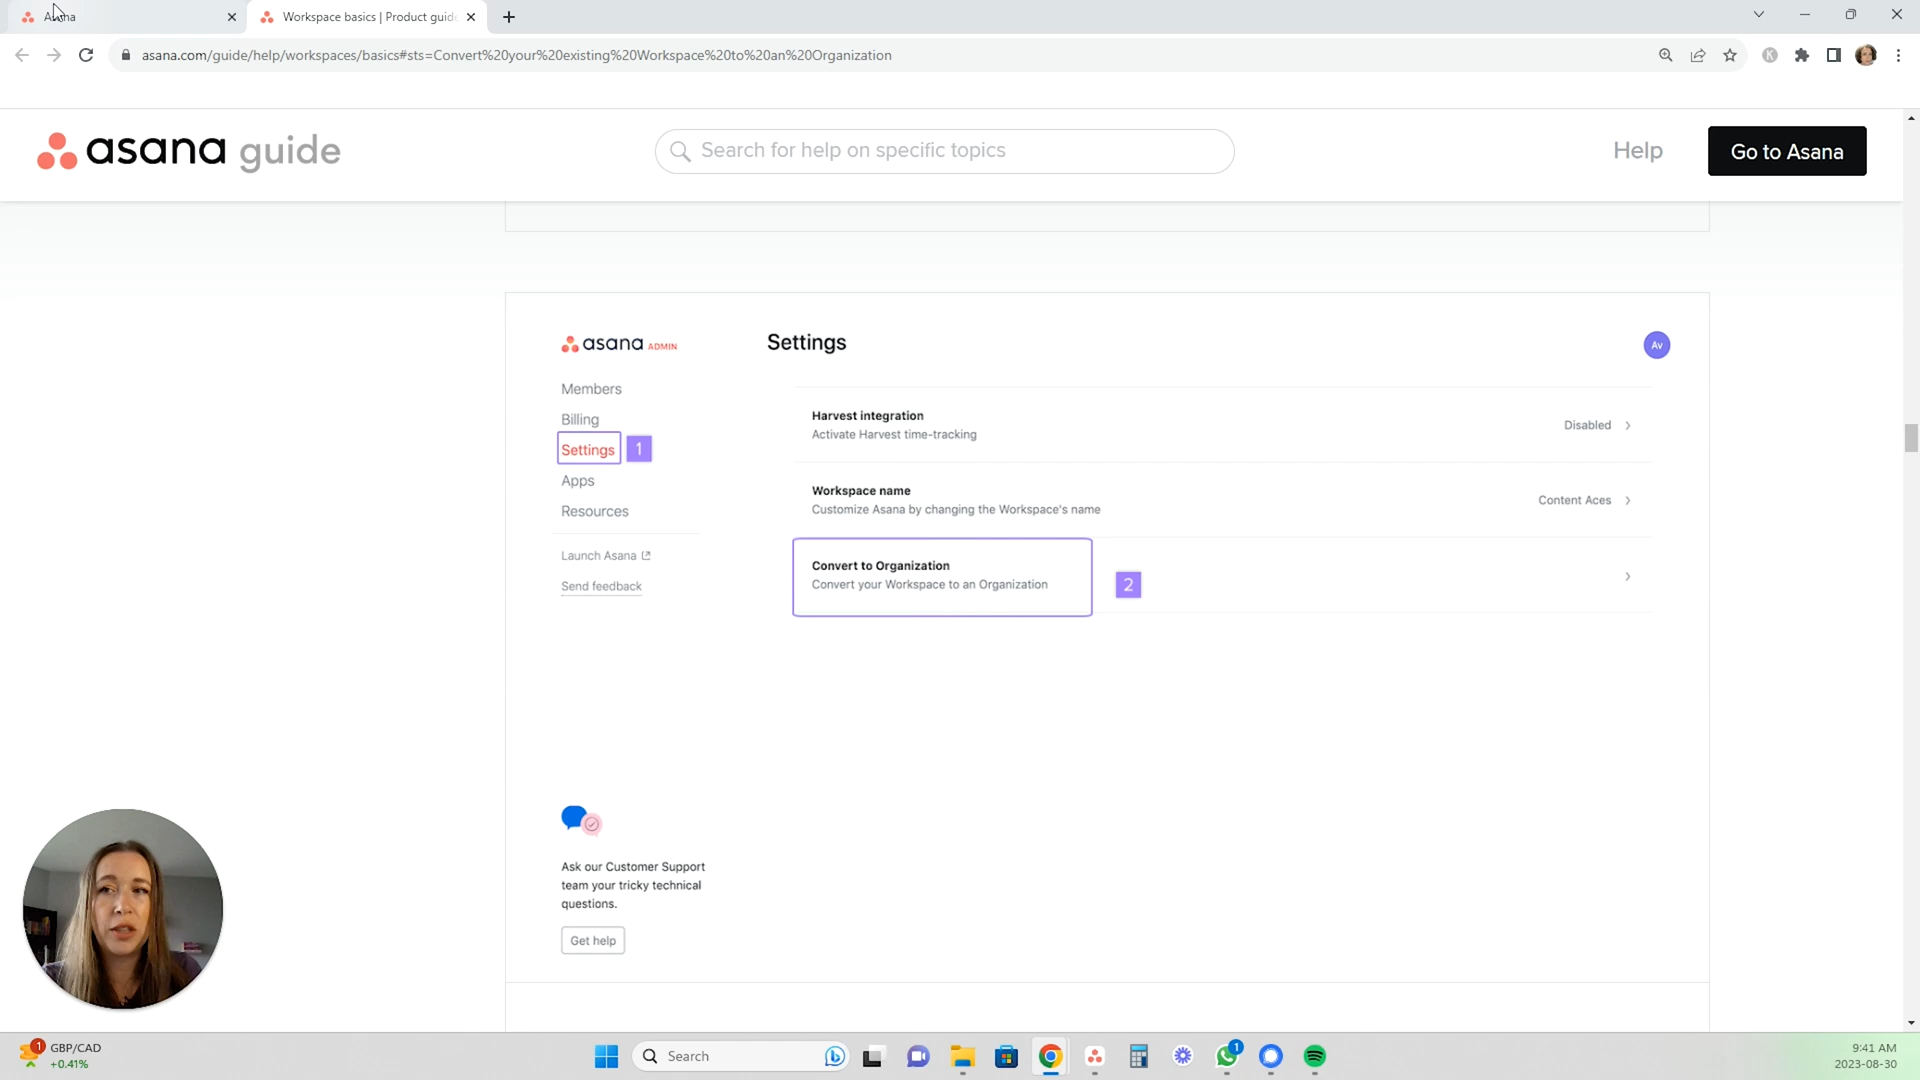 Asana
Workspace basics | Product guide
asana.com/guide/help/workspaces/basics#sts=Convert%20your%20existing%20Workspace%20to%20an%20Organization
K
asana guide
Search for help on specific topics
Help
Go to Asana
asana ADMIN
Settings
Av
Members
Billing
Settings
1
Apps
Resources
Launch Asana
Send feedback
Harvest integration
Activate Harvest time-tracking
Disabled
Workspace name
Customize Asana by changing the Workspace's name
Content Aces
Convert to Organization
Convert your Workspace to an Organization
2
Ask our Customer Support
team your tricky technical
questions.
Get help
1
GBP/CAD
+0.41%
Search
1
9:41 AM
2023-08-30